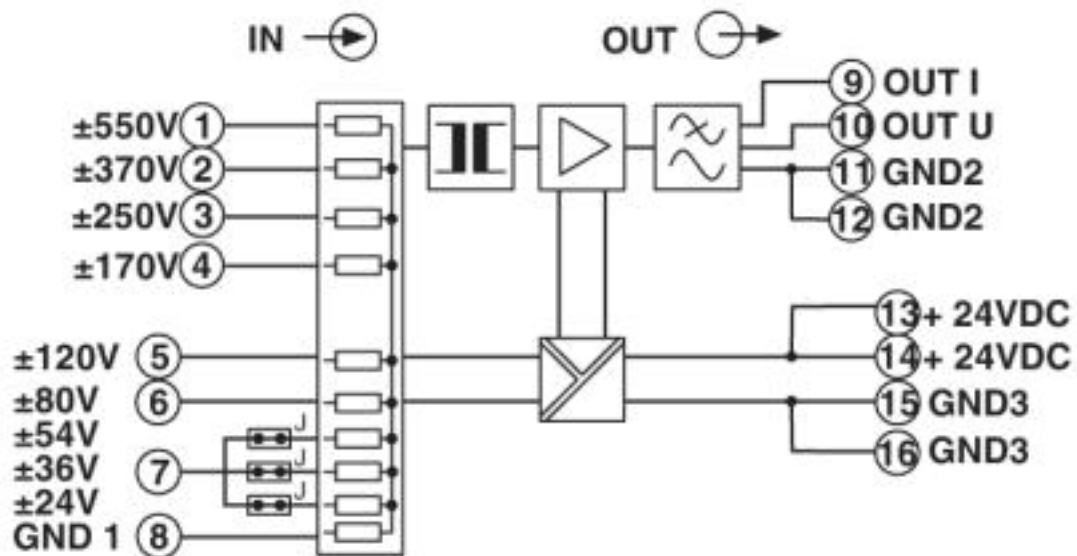 IN
OUT
±550V 1
±370V 2
±250V 3
±170V 4
±120V 5
±80V 6
±54V J
±36V 7 J
±24V J
GND 1 8
9 OUT I
10 OUT U
11 GND2
12 GND2
13 + 24VDC
14 + 24VDC
15 GND3
16 GND3